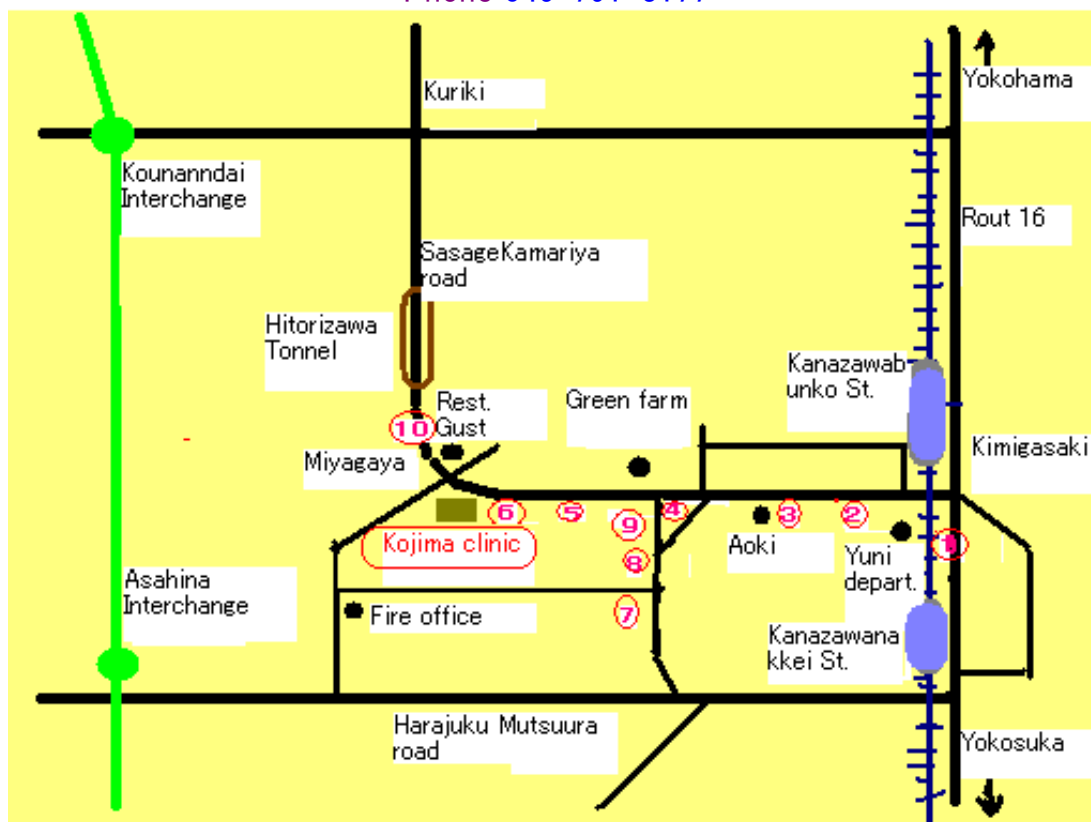 Phone
Kuriki
Yokohama
Kounanndai
Interchange
Rout 16
SasageKamariya
road
Hitorizawa
Tonnel
Kanazawab
unko St.
Rest.
Gust
Green farm
10
Miyagaya
Kimigasaki
6
5
9
4
3
2
1
Kojima clinic
8
Aoki
Yuni
depart.
Asahina
Interchange
Fire office
7
Kanazawana
kkei St.
Harajuku Mutsuura
road
Yokosuka